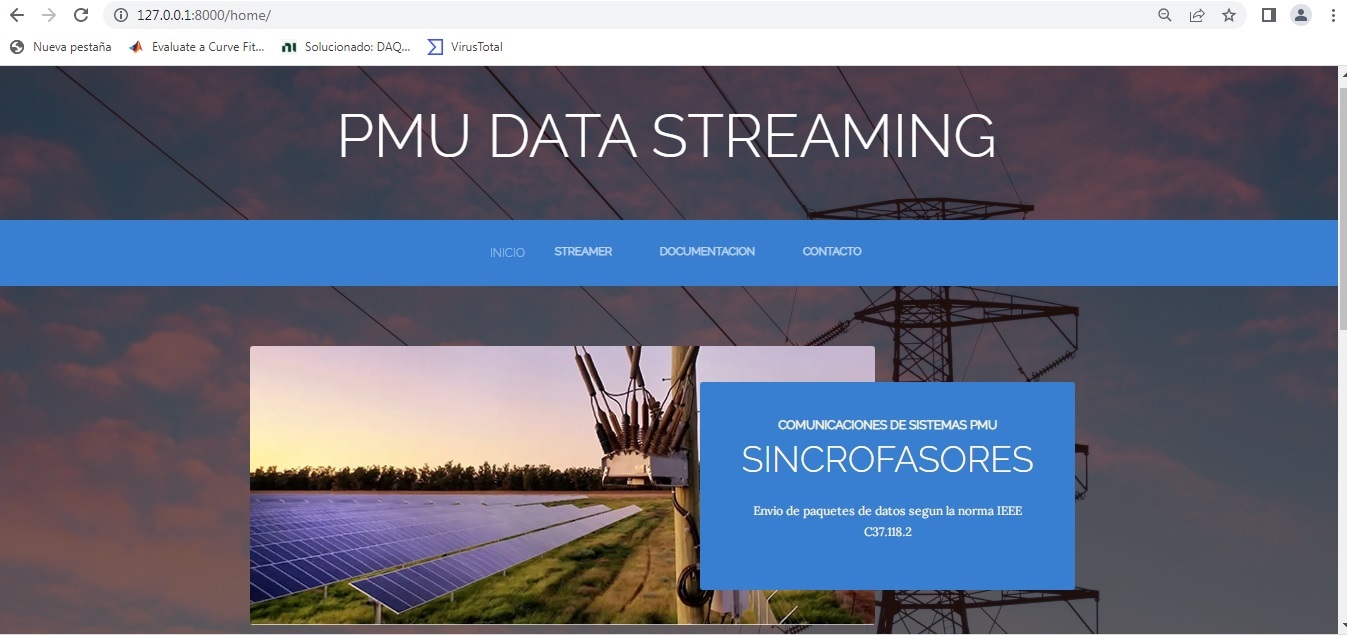 127.0.0.1:8000/home/
Nueva pestaña
Evaluate a Curve Fit...
Solucionado: DAQ...
VirusTotal
PMU DATA STREAMING
INICIO STREAMER DOCUMENTACION CONTACTO
COMUNICACIONES DE SISTEMAS PMU
SINCROFASORES
Envio de paquetes de datos segun la norma IEEE
C37.118.2